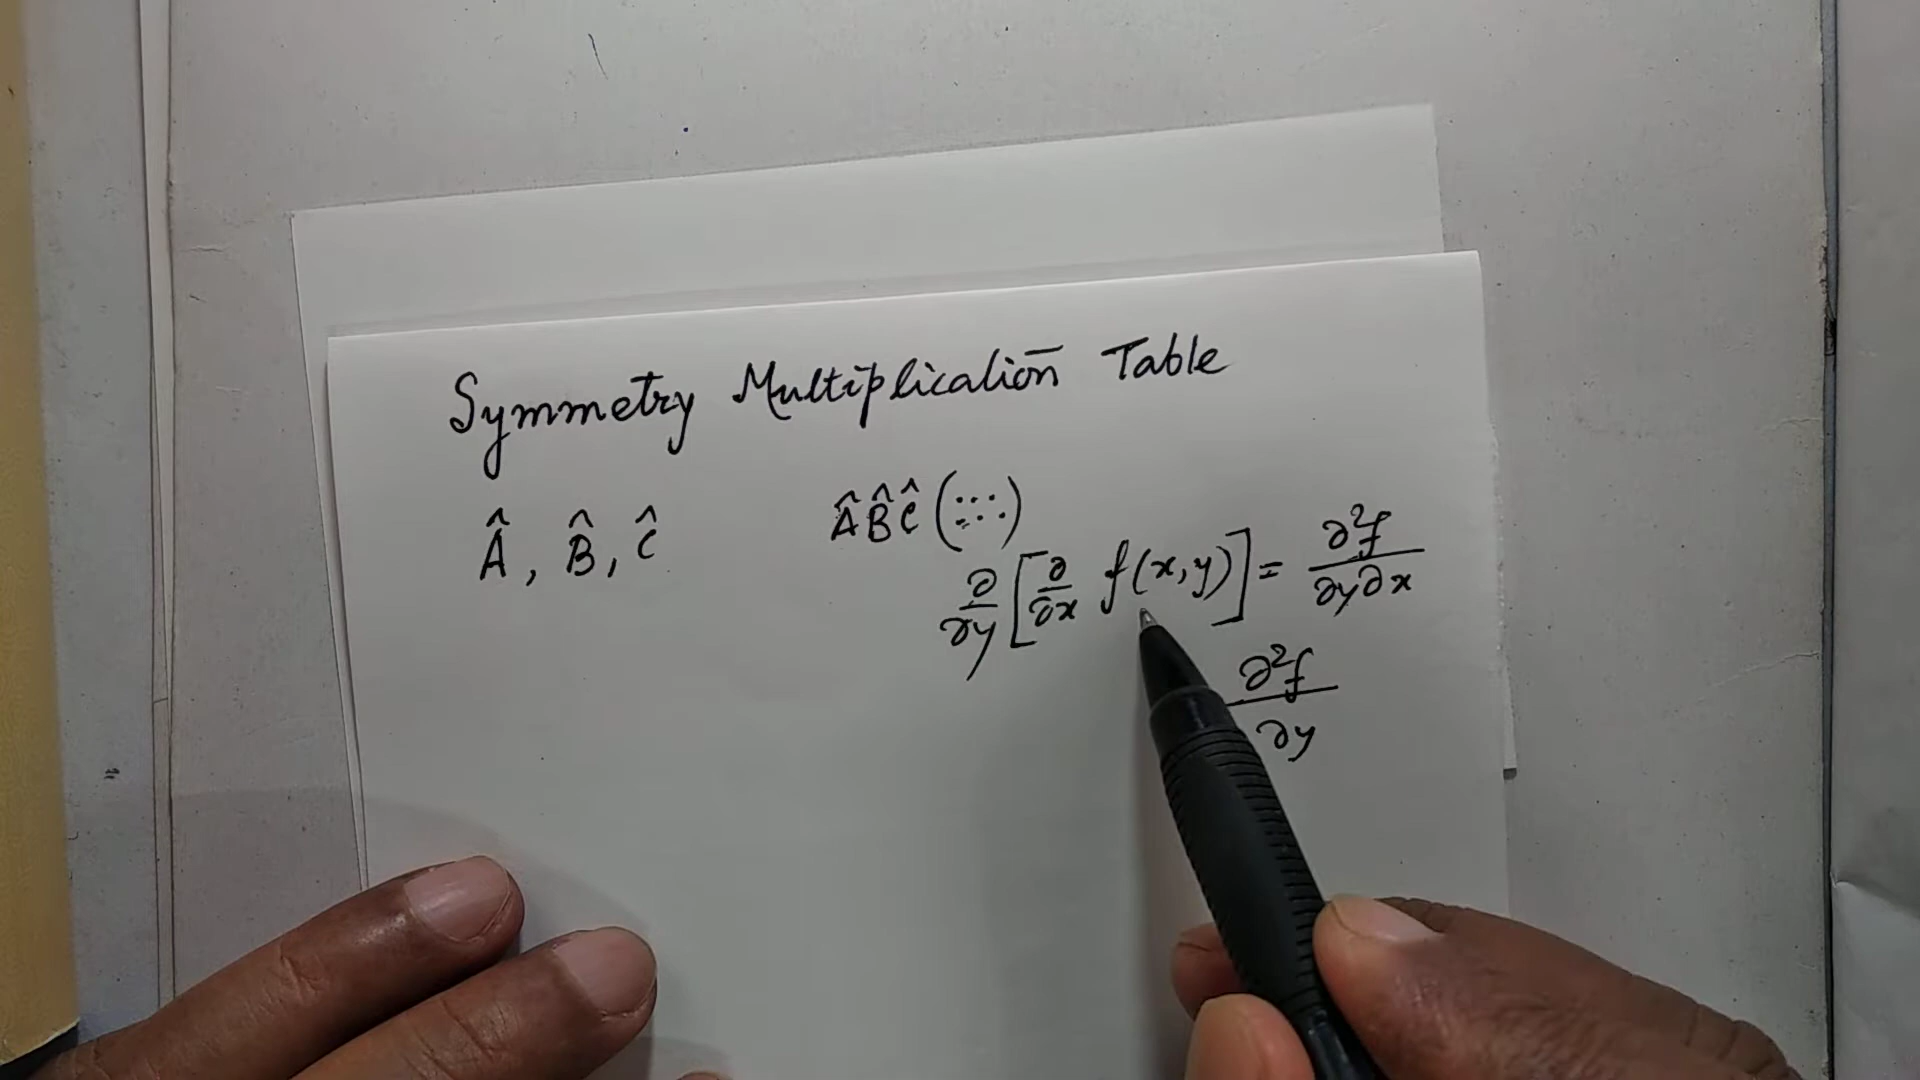 Symmetry Multiplication Table
Â, B̂, Ĉ
ÂB̂Ĉ(::::)
∂/∂y [∂/∂x f(x,y)] = ∂²f/∂y∂x
∂²f/∂y